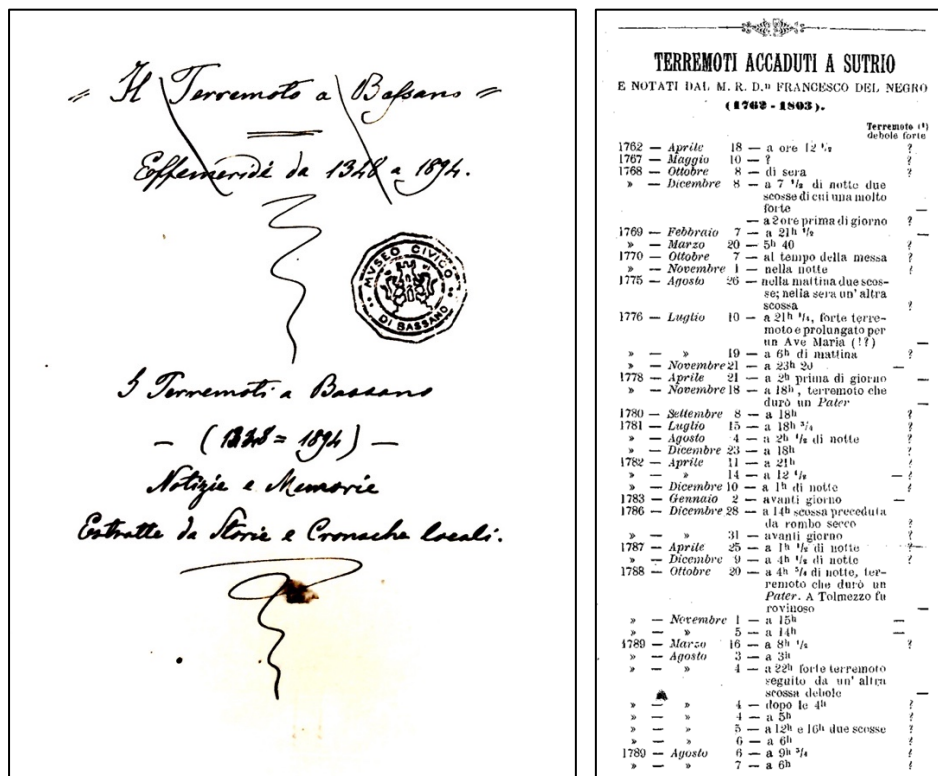 = Il Terremoto a Bassano =
Effemeridi da 1348 a 1894.
MVSEO CIVICO
DI BASSANO
I Terremoti a Bassano
— (1348 = 1894) —
Notizie e Memorie
Estratte da Storie e Cronache locali.
TERREMOTI ACCADUTI A SUTRIO
E NOTATI DAL M. R. D.ⁿ FRANCESCO DEL NEGRO
(1762 - 1803).
Terremoto (¹)
debole forte
1762 — Aprile 18 — a ore 12 ½ ?
1767 — Maggio 10 — ? ?
1768 — Ottobre 8 — di sera ?
» — Dicembre 8 — a 7 ½ di notte due
scosse di cui una molto
forte —
— a 2 ore prima di giorno ?
1769 — Febbraio 7 — a 21ʰ ½ —
» — Marzo 20 — 5ʰ 40 ?
1770 — Ottobre 7 — al tempo della messa ?
» — Novembre 1 — nella notte ?
1775 — Agosto 26 — nella mattina due scos-
se; nella sera un' altra
scossa ?
1776 — Luglio 10 — a 21ʰ ¼, forte terre-
moto e prolungato per
un Ave Maria (!?) —
» — » 19 — a 6ʰ di mattina ?
» — Novembre 21 — a 23ʰ 20 —
1778 — Aprile 21 — a 2ʰ prima di giorno —
» — Novembre 18 — a 18ʰ, terremoto che
durò un Pater —
1780 — Settembre 8 — a 18ʰ ?
1781 — Luglio 15 — a 18ʰ ¾ ?
» — Agosto 4 — a 2ʰ ½ di notte ?
» — Dicembre 23 — a 18ʰ ?
1782 — Aprile 11 — a 21ʰ ?
» — » 14 — a 12 ½ — ?
» — Dicembre 10 — a 1ʰ di notte ?
1783 — Gennaio 2 — avanti giorno —
1786 — Dicembre 28 — a 14ʰ scossa preceduta
da rombo secco ?
» — » 31 — avanti giorno ?
1787 — Aprile 25 — a 1ʰ ½ di notte ? —
» — Dicembre 9 — a 4ʰ ½ di notte ?
1788 — Ottobre 20 — a 4ʰ ¾ di notte, ter-
remoto che durò un
Pater. A Tolmezzo fu
rovinoso —
» — Novembre 1 — a 15ʰ —
» — » 5 — a 14ʰ —
1789 — Marzo 16 — a 8ʰ ½ ?
» — Agosto 3 — a 3ʰ ?
» — » 4 — a 22ʰ forte terremoto
seguito da un' altra
scossa debole —
» — » 4 — dopo le 4ʰ ?
» — » 4 — a 5ʰ ?
» — » 5 — a 12ʰ e 16ʰ due scosse ?
» — » 6 — a 6ʰ ?
1789 — Agosto 6 — a 9ʰ ¾ ?
» — » 7 — a 6ʰ ?